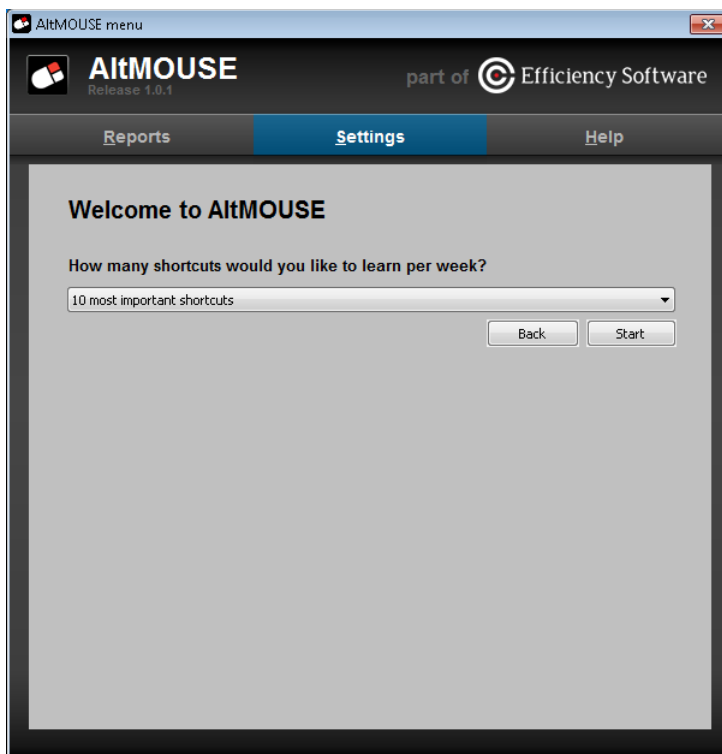 AltMOUSE menu
AltMOUSE
Release 1.0.1
part of Efficiency Software
Reports Settings Help
Welcome to AltMOUSE
How many shortcuts would you like to learn per week?
10 most important shortcuts
Back Start